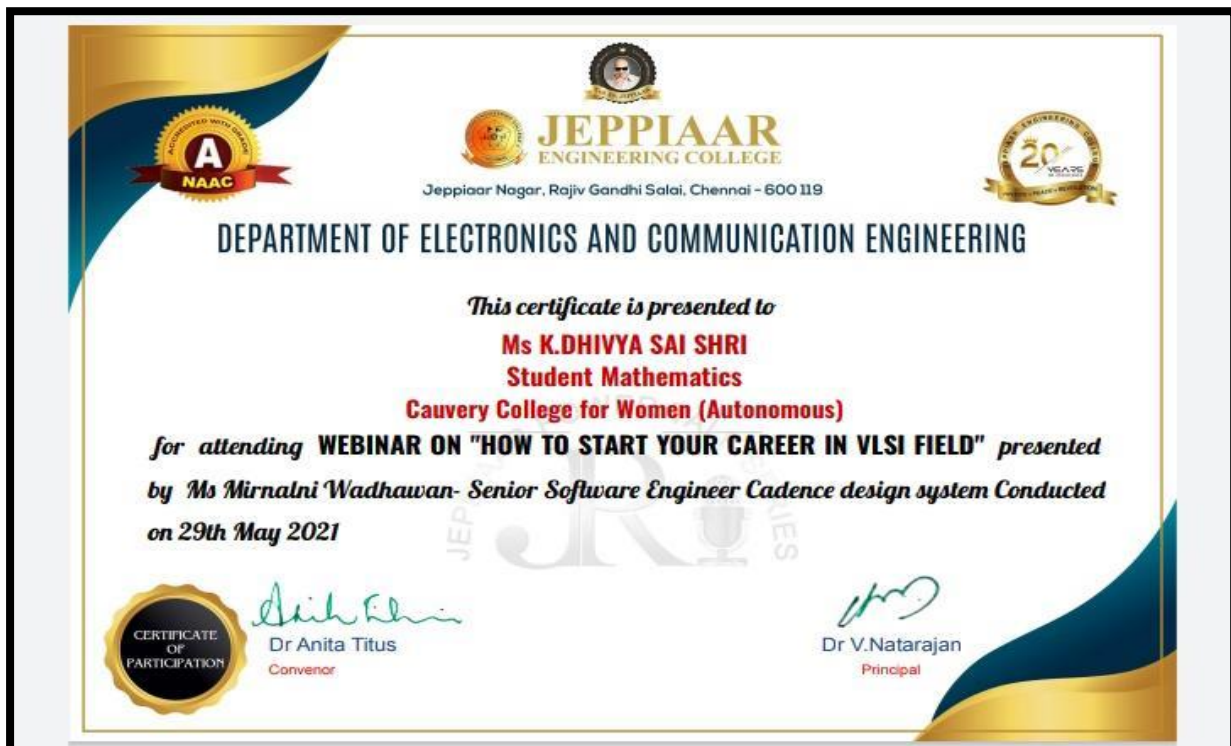 ACCREDITED WITH GRADE
A
NAAC
JEPPIAAR
ENGINEERING COLLEGE
Jeppiaar Nagar, Rajiv Gandhi Salai, Chennai - 600 119
20 YEARS
DEPARTMENT OF ELECTRONICS AND COMMUNICATION ENGINEERING
This certificate is presented to
Ms K.DHIVYA SAI SHRI
Student Mathematics
Cauvery College for Women (Autonomous)
for attending WEBINAR ON "HOW TO START YOUR CAREER IN VLSI FIELD" presented
by Ms Mirnalni Wadhawan- Senior Software Engineer Cadence design system Conducted
on 29th May 2021
CERTIFICATE
OF
PARTICIPATION
Dr Anita Titus
Convenor
Dr V.Natarajan
Principal